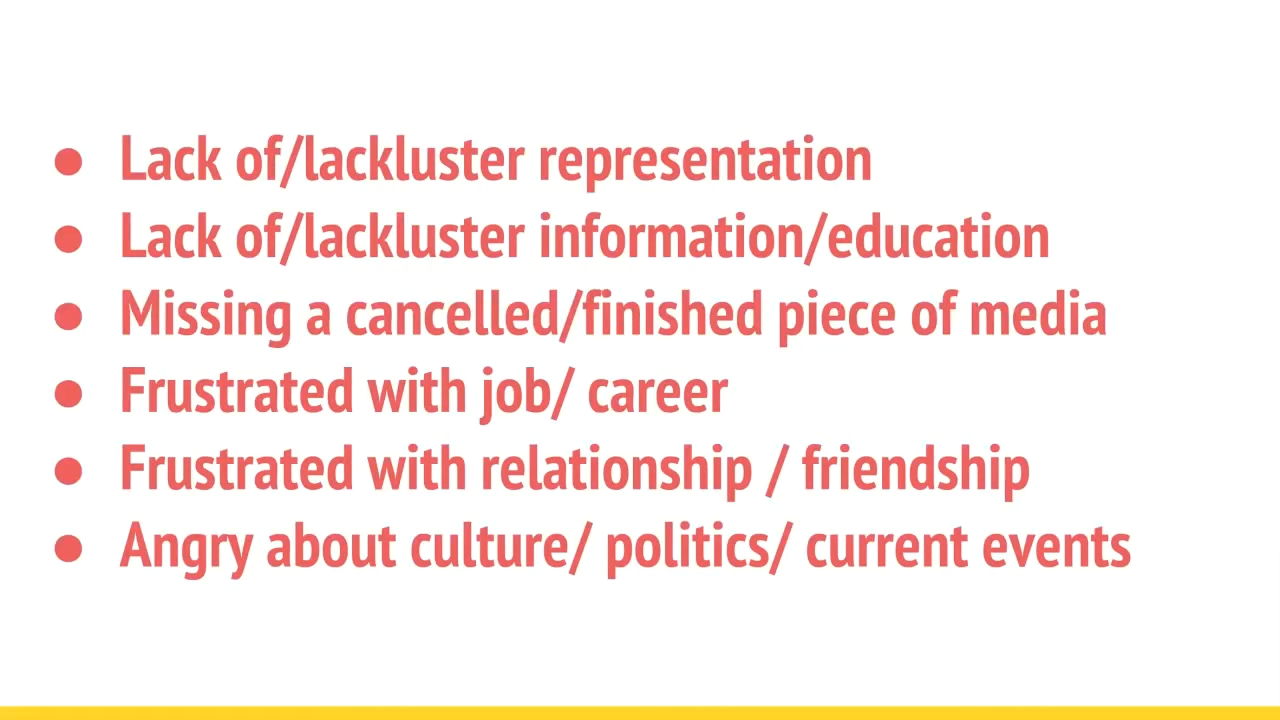 ● Lack of/lackluster representation
● Lack of/lackluster information/education
● Missing a cancelled/finished piece of media
● Frustrated with job/ career
● Frustrated with relationship / friendship
● Angry about culture/ politics/ current events